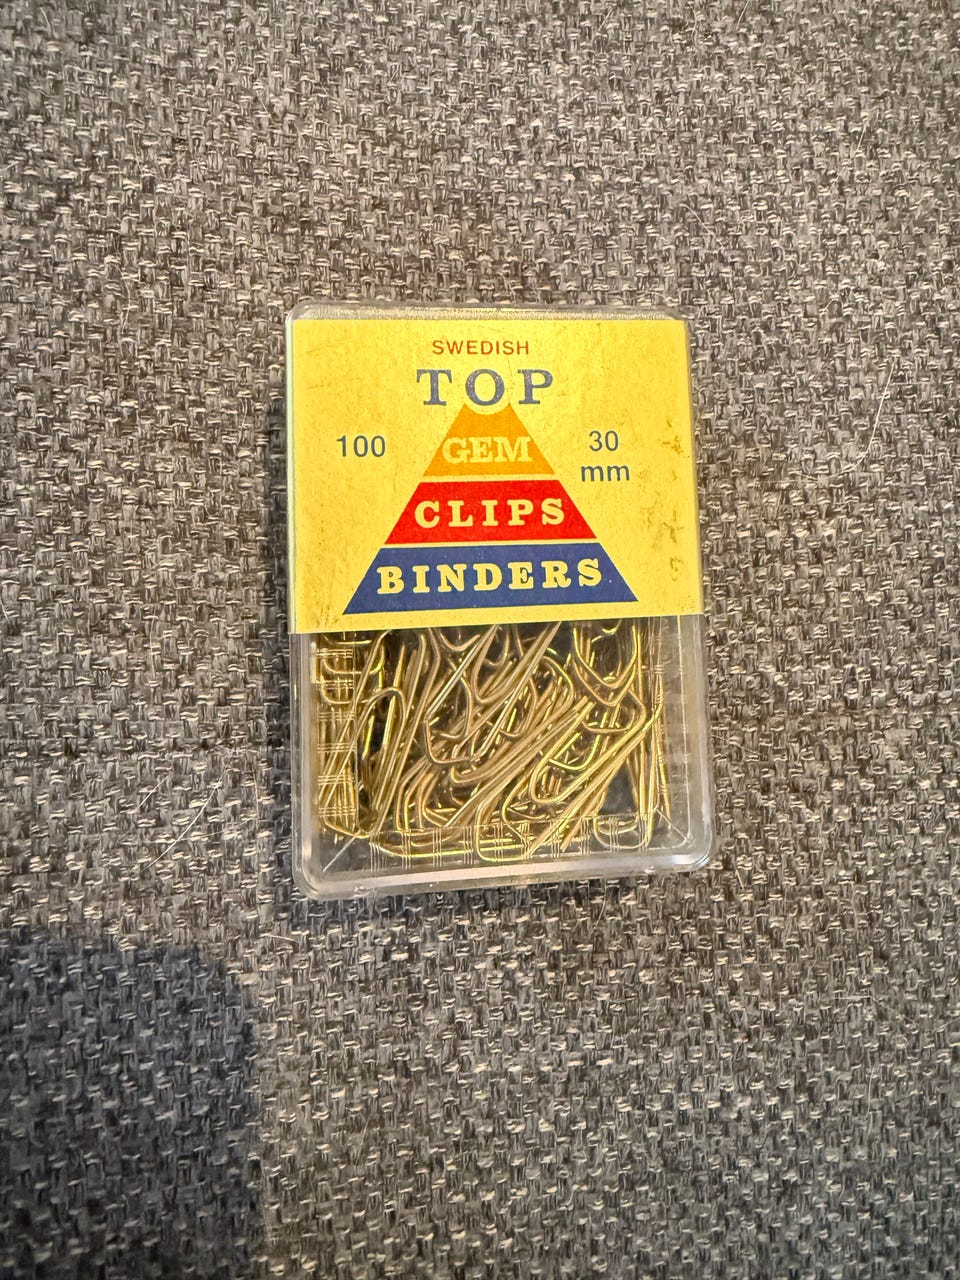 SWEDISH
TOP
100
GEM
30
mm
CLIPS
BINDERS